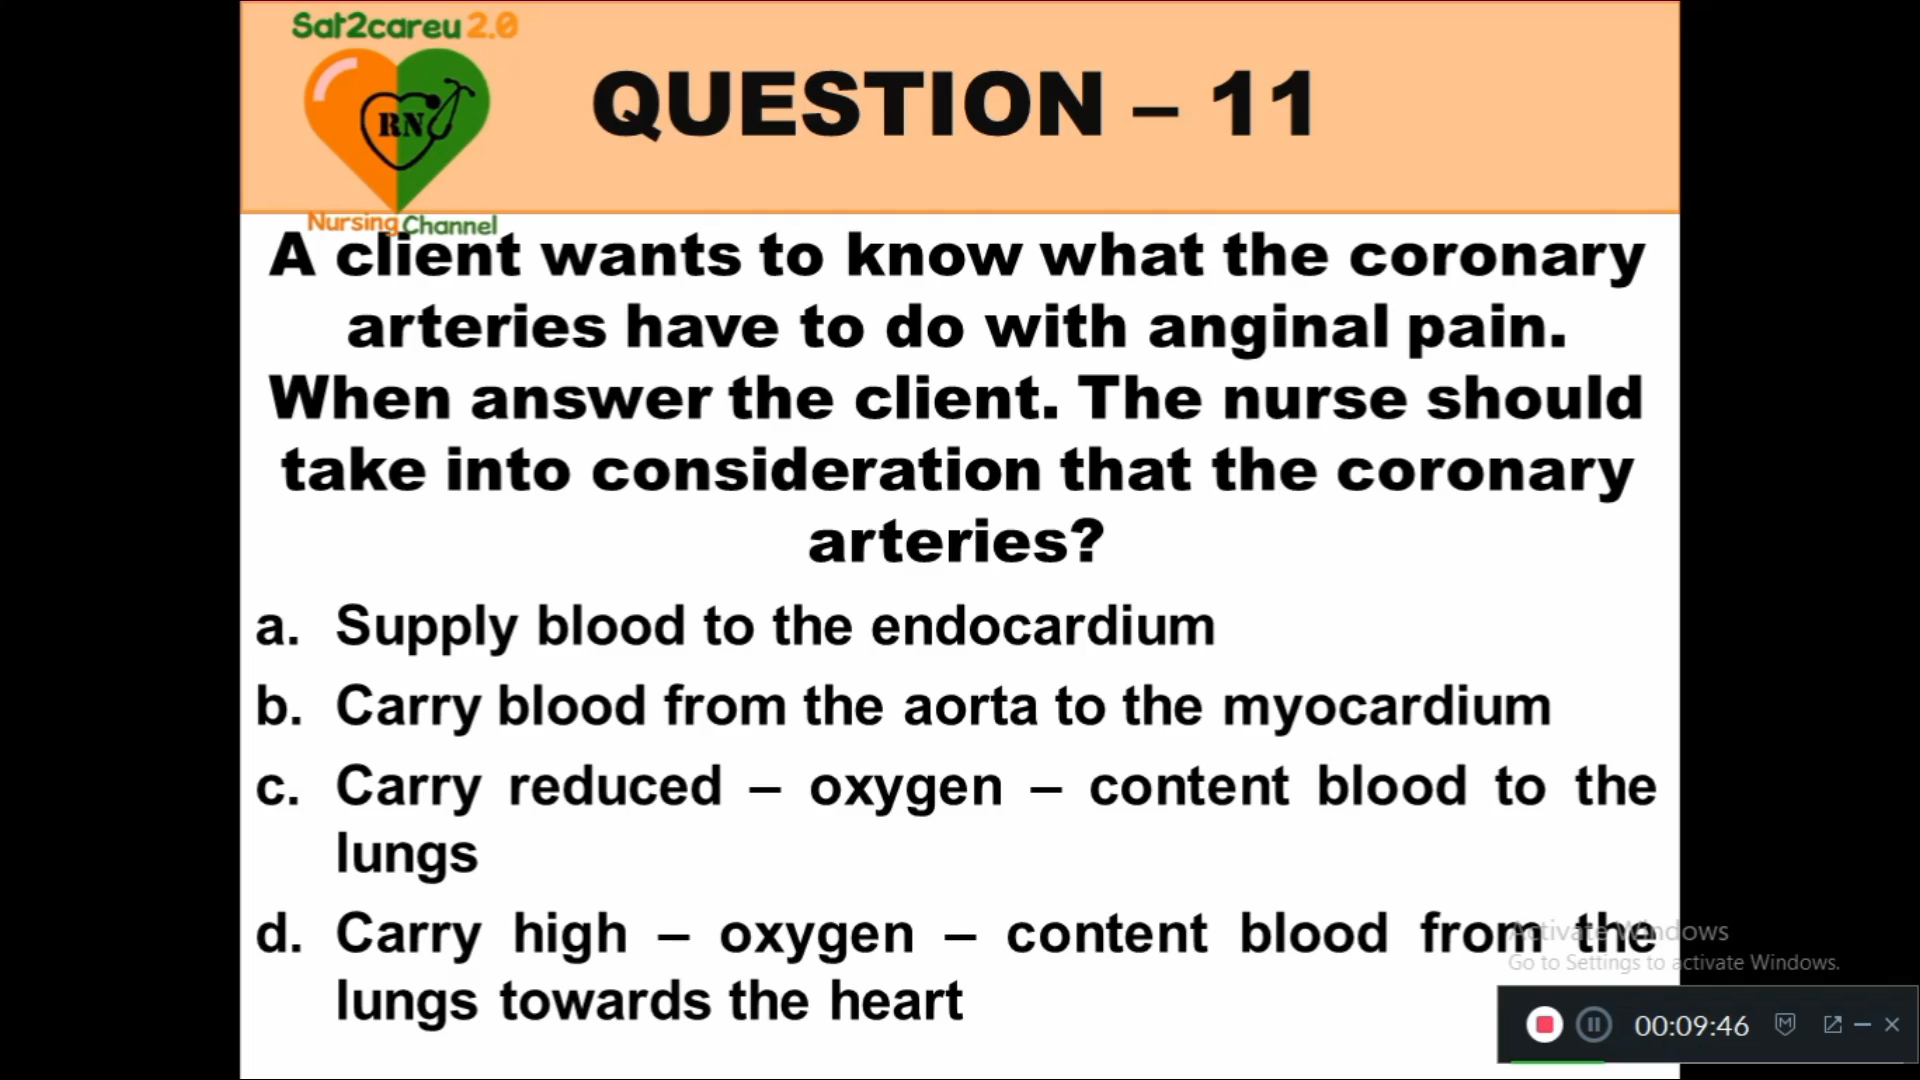 Sat2careu 2.0
RN
Nursing Channel
QUESTION – 11
A client wants to know what the coronary
arteries have to do with anginal pain.
When answer the client. The nurse should
take into consideration that the coronary
arteries?
a. Supply blood to the endocardium
b. Carry blood from the aorta to the myocardium
c. Carry reduced – oxygen – content blood to the
lungs
d. Carry high – oxygen – content blood from the
lungs towards the heart
Activate Windows
Go to Settings to activate Windows.
00:09:46